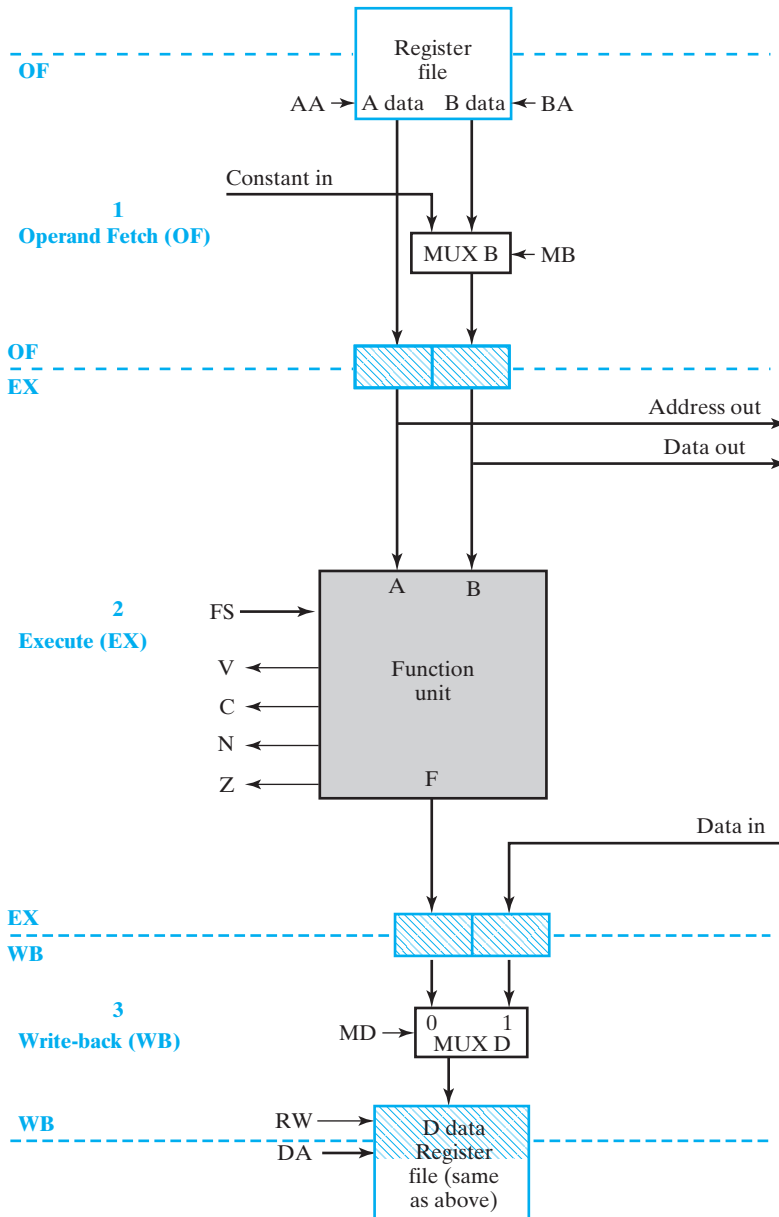 Register
file
OF
AA
A data
B data
BA
Constant in
1
Operand Fetch (OF)
MUX B
MB
OF
EX
Address out
Data out
A
B
2
Execute (EX)
FS
Function
unit
V
C
N
Z
F
Data in
EX
WB
3
Write-back (WB)
MD
0
1
MUX D
WB
RW
DA
D data
Register
file (same
as above)